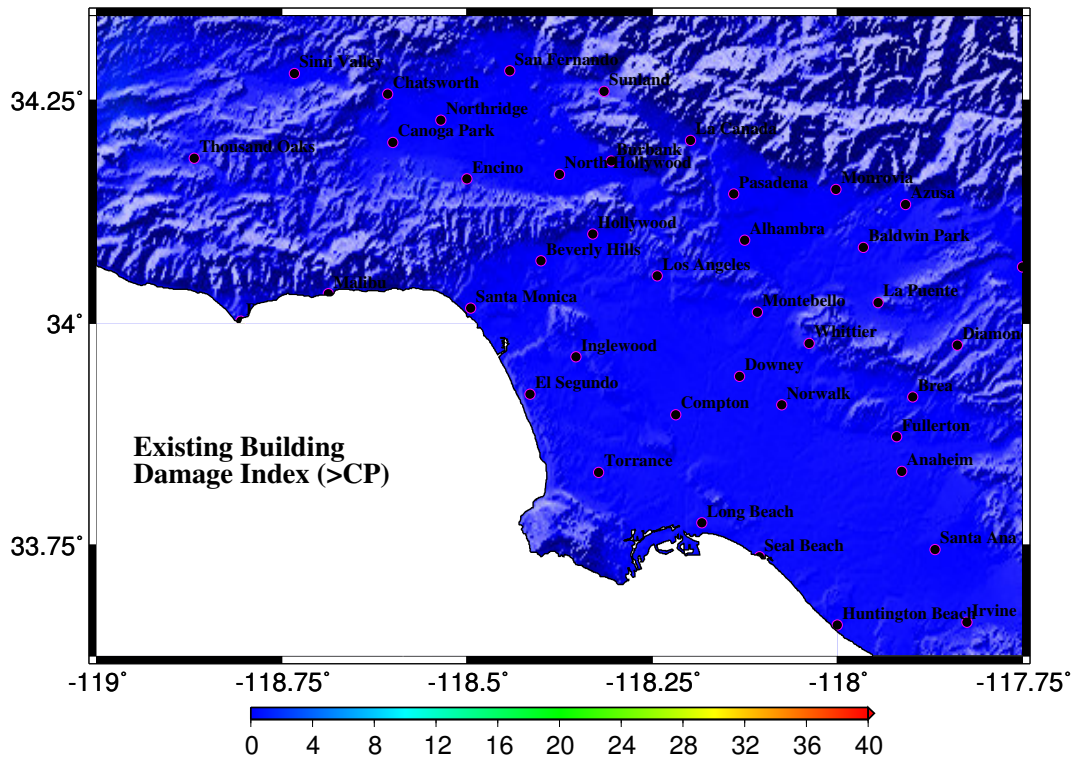 San Fernando
Simi Valley
Sunland
Chatsworth
34.25°
Northridge
La Canada
Canoga Park
Thousand Oaks
Burbank
North Hollywood
Encino
Pasadena
Monrovia
Azusa
Hollywood
Alhambra
Baldwin Park
Beverly Hills
Los Angeles
Malibu
La Puente
Santa Monica
Montebello
34°
Whittier
Diamon
Inglewood
Downey
El Segundo
Brea
Norwalk
Compton
Fullerton
Existing Building
Damage Index (>CP)
Torrance
Anaheim
Long Beach
33.75°
Seal Beach
Santa Ana
Huntington Beach
Irvine
-119° -118.75° -118.5° -118.25° -118° -117.75°
0 4 8 12 16 20 24 28 32 36 40